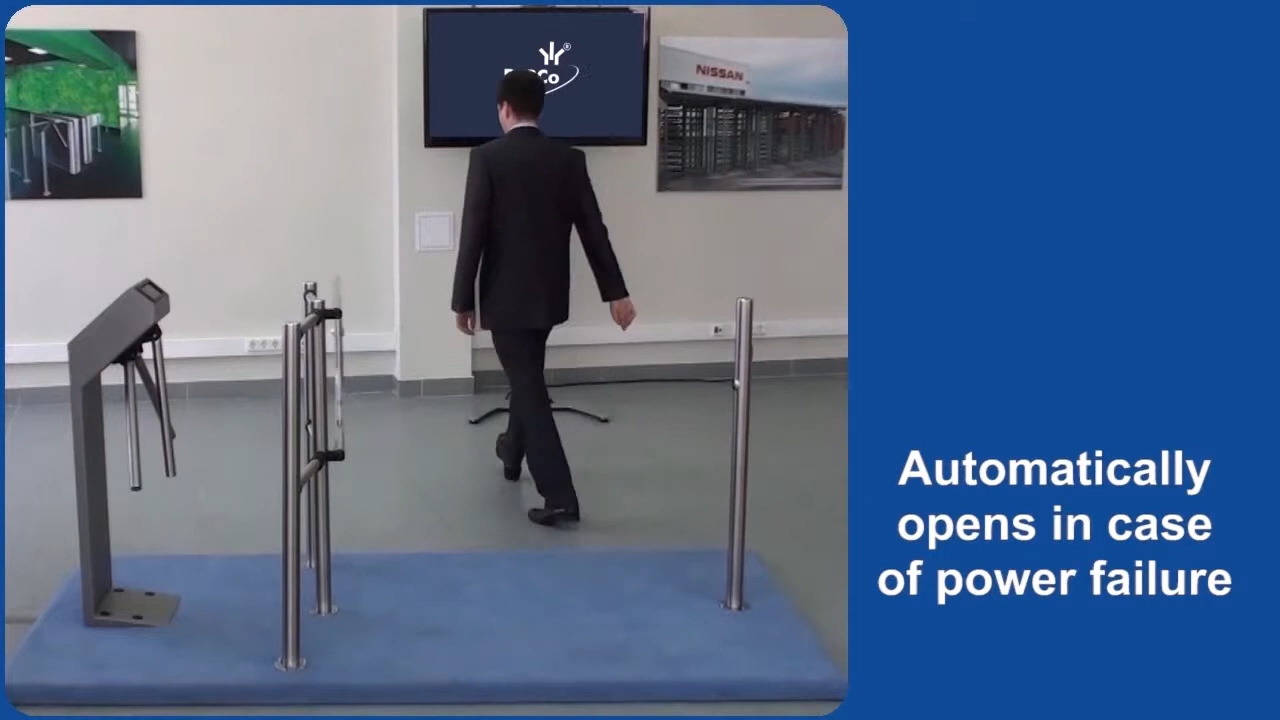 NISSAN
Automatically
opens in case
of power failure